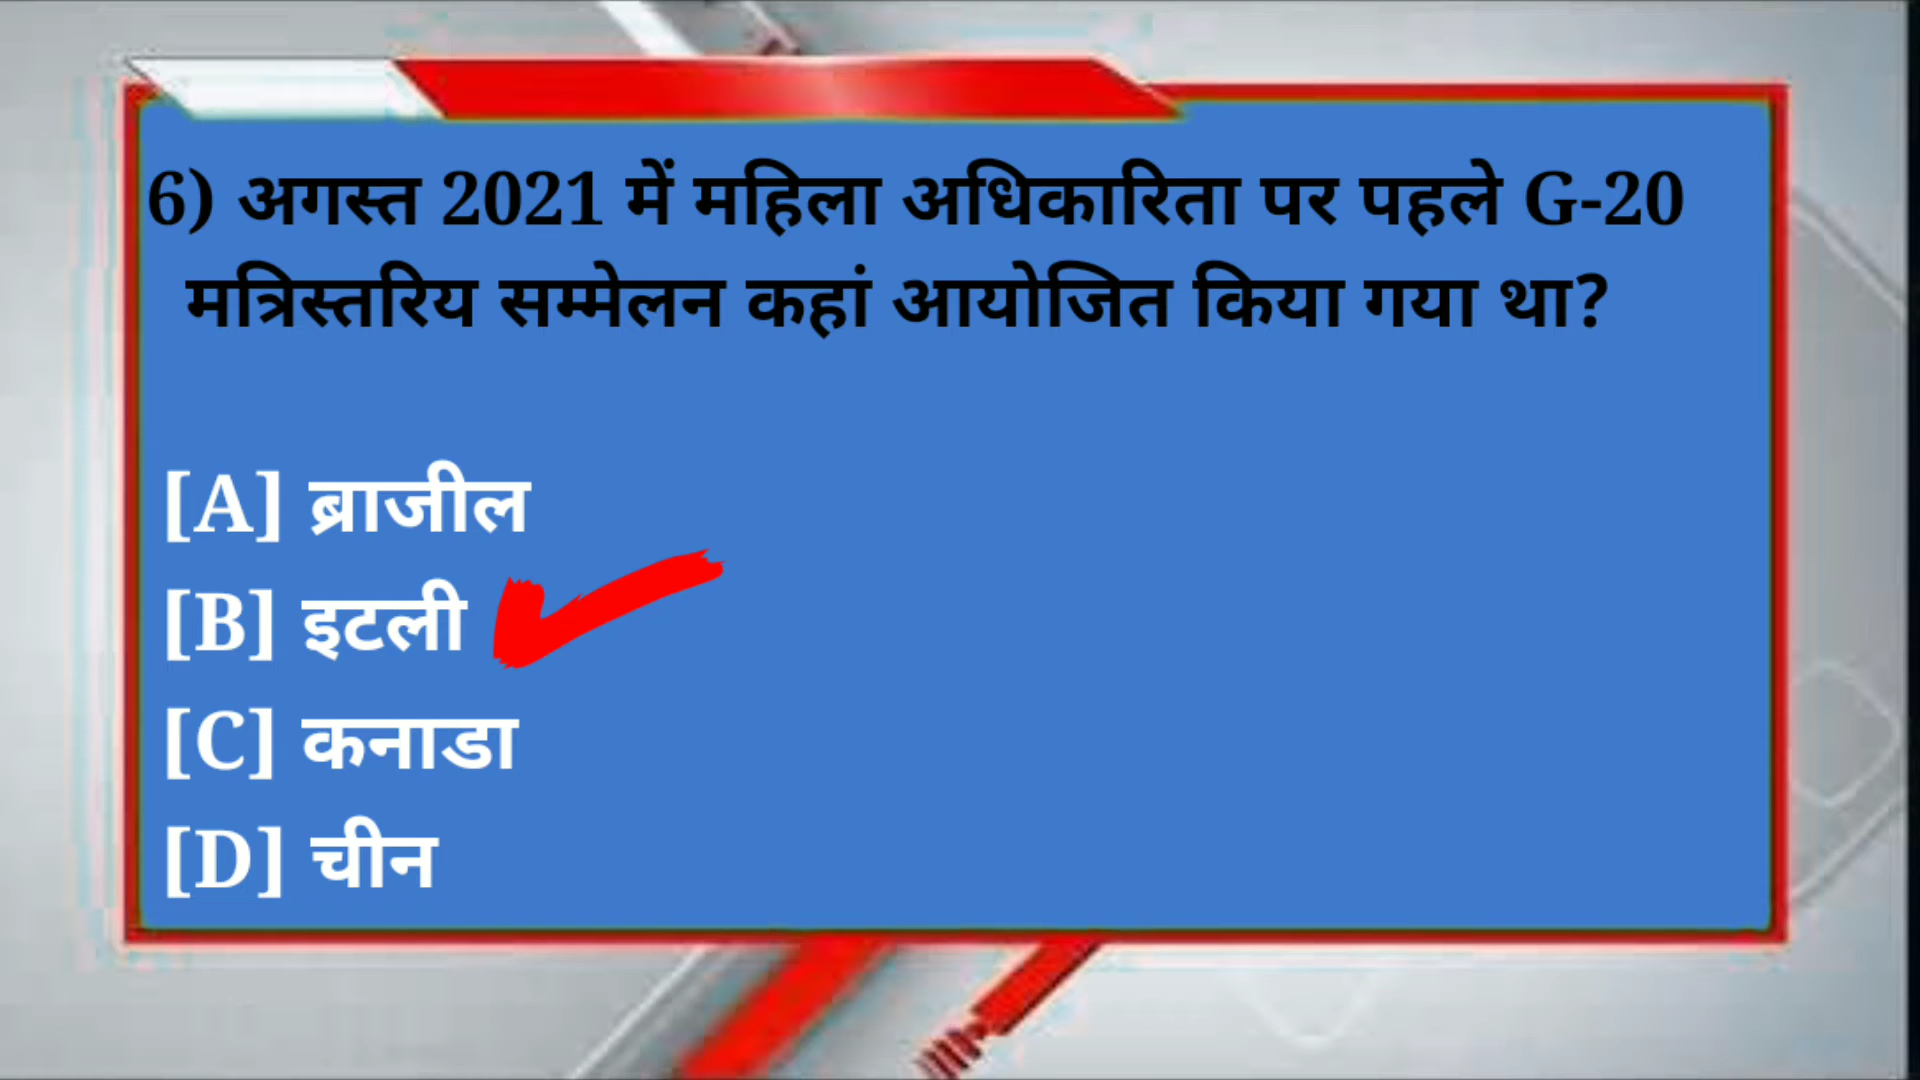 6) अगस्त 2021 में महिला अधिकारिता पर पहले G-20
मत्रिस्तरिय सम्मेलन कहां आयोजित किया गया था?
[A] ब्राजील
[B] इटली
[C] कनाडा
[D] चीन